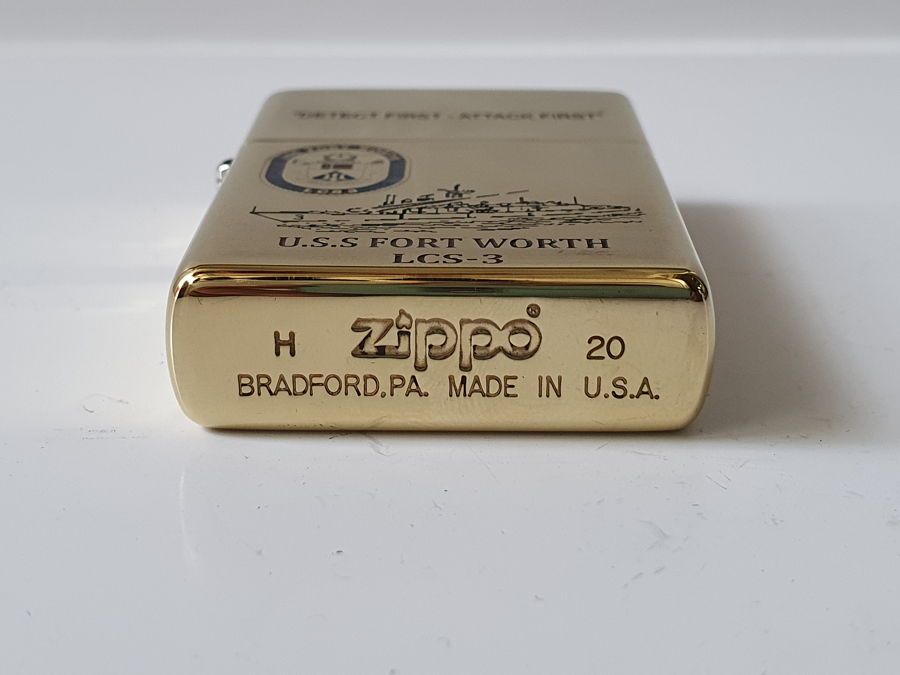 "DETECT FIRST - ATTACK FIRST"
U.S.S FORT WORTH
LCS-3
H zippo® 20
BRADFORD,PA. MADE IN U.S.A.